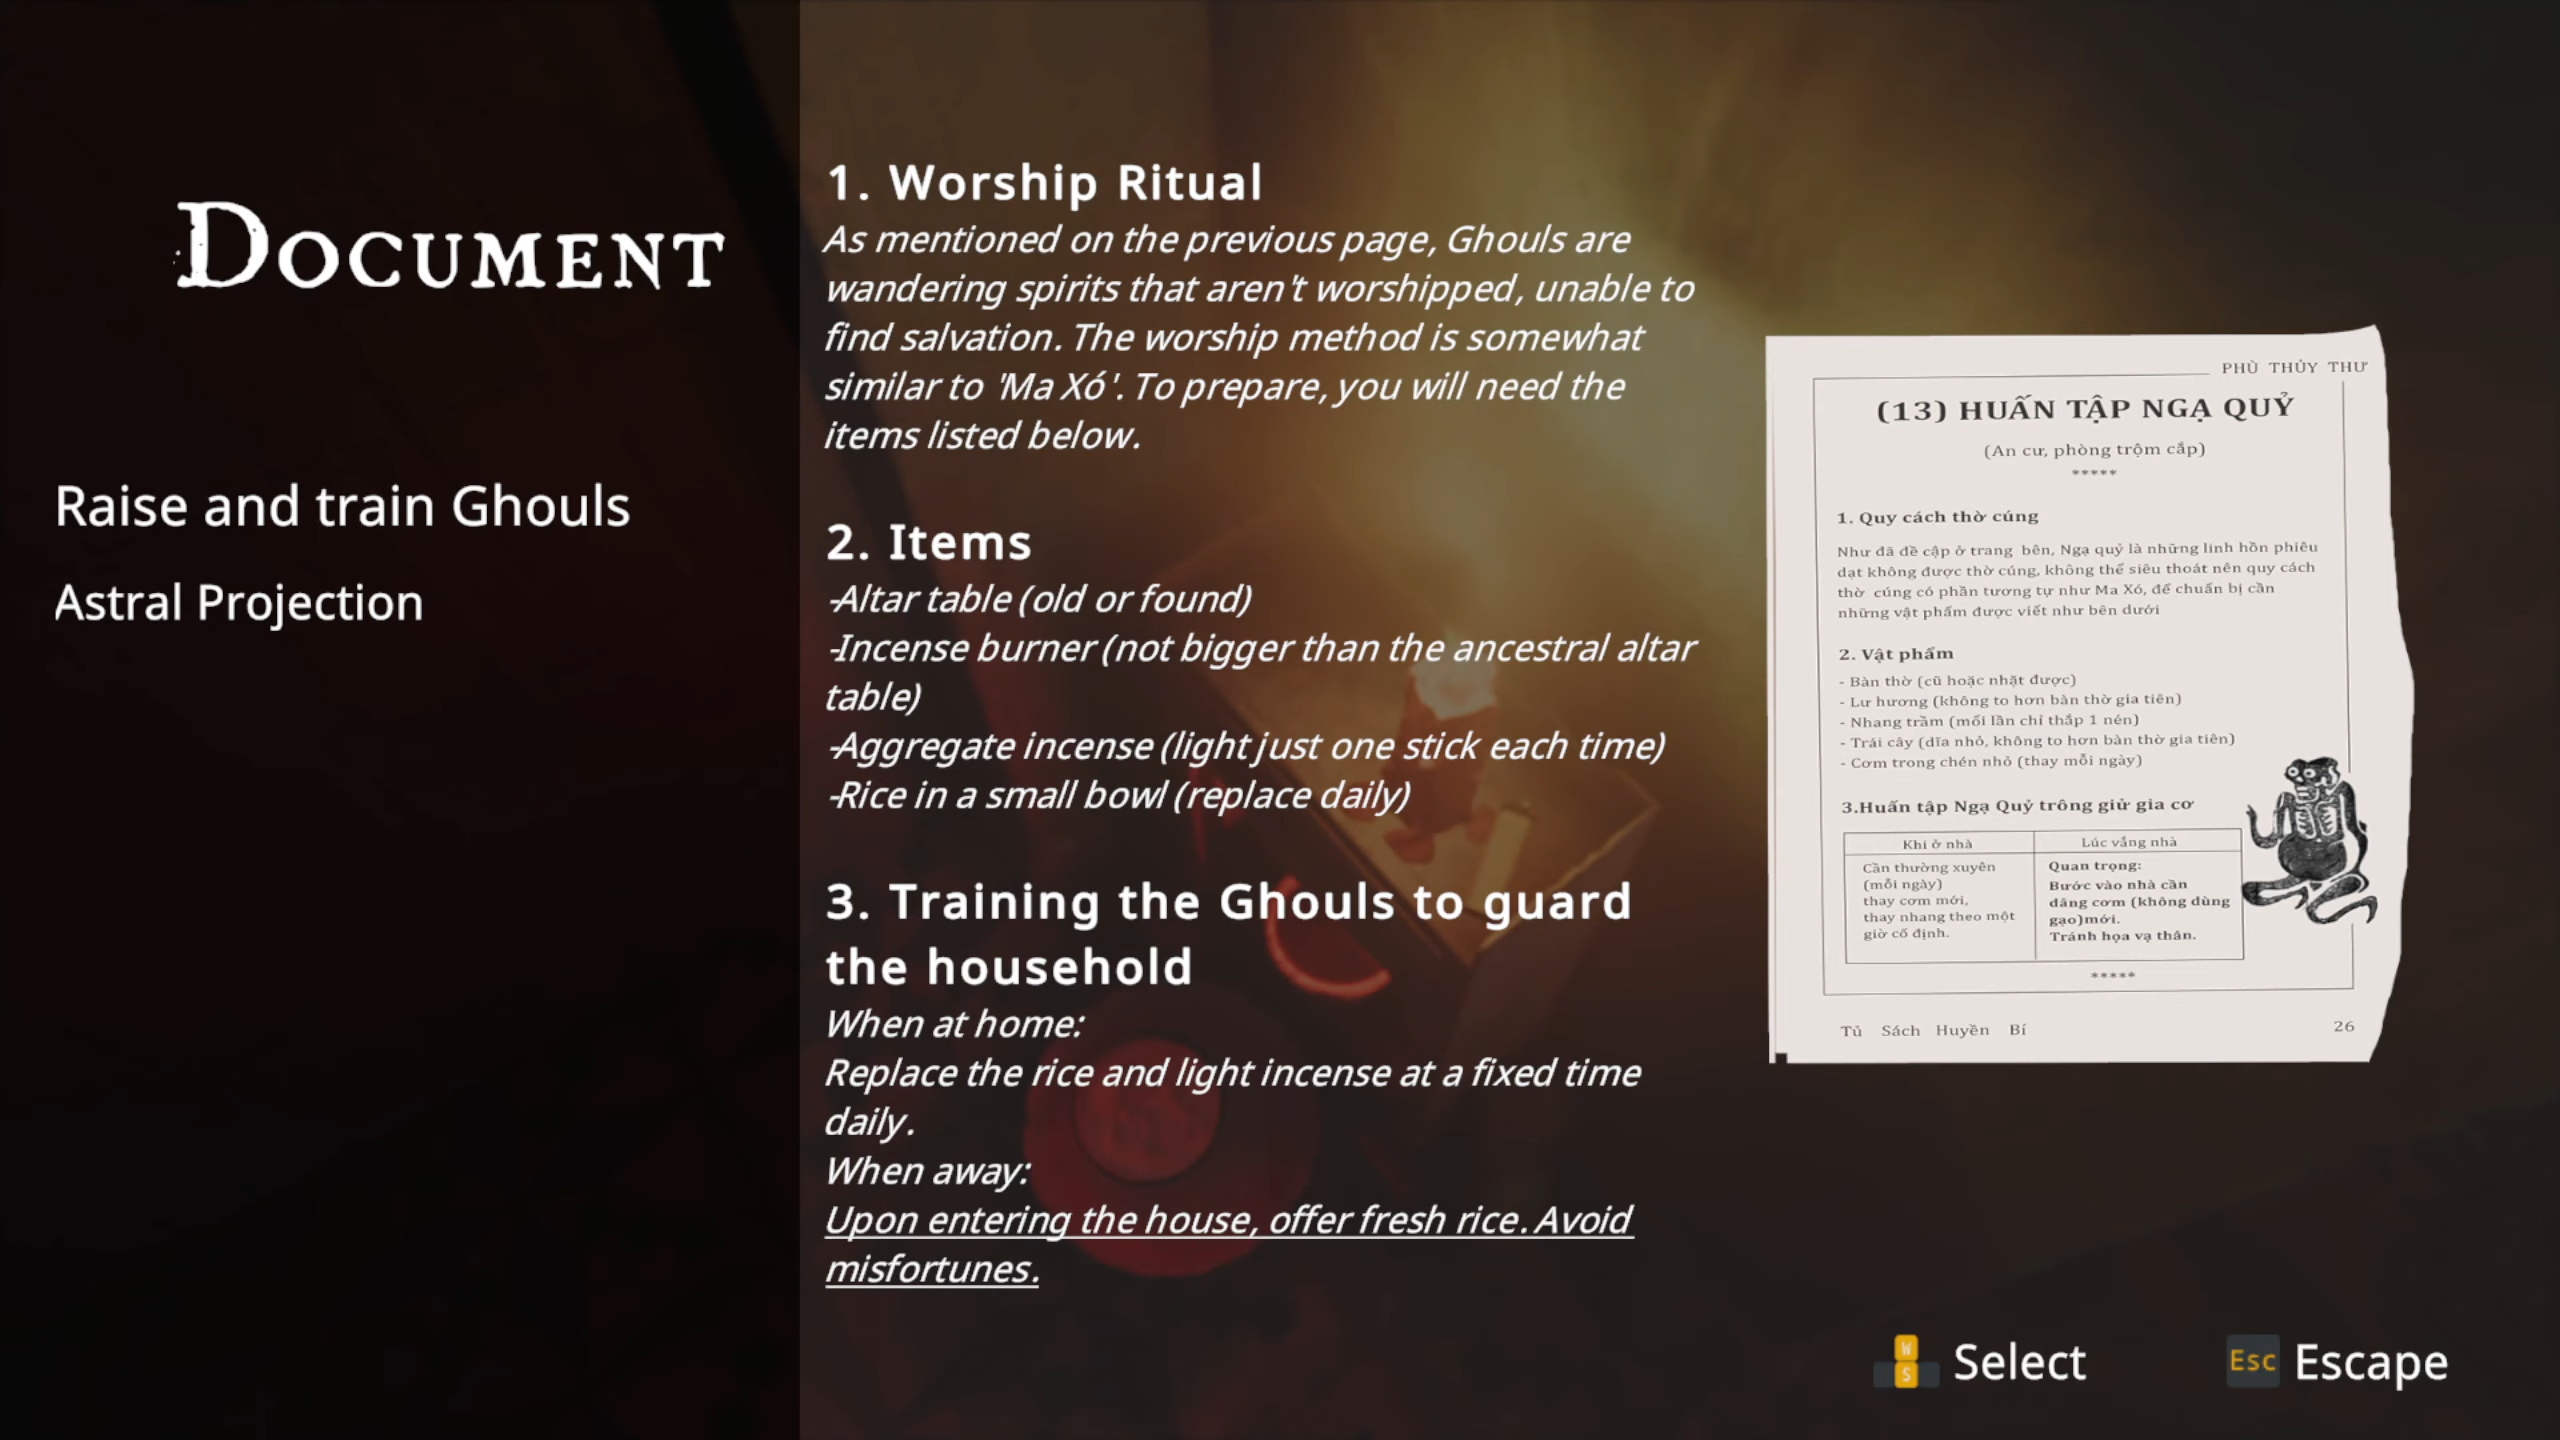 DOCUMENT
Raise and train Ghouls
Astral Projection
1. Worship Ritual
As mentioned on the previous page, Ghouls are
wandering spirits that aren't worshipped, unable to
find salvation. The worship method is somewhat
similar to 'Ma Xó'. To prepare, you will need the
items listed below.
2. Items
-Altar table (old or found)
-Incense burner (not bigger than the ancestral altar
table)
-Aggregate incense (light just one stick each time)
-Rice in a small bowl (replace daily)
3. Training the Ghouls to guard
the household
When at home:
Replace the rice and light incense at a fixed time
daily.
When away:
Upon entering the house, offer fresh rice. Avoid
misfortunes.
PHÙ THỦY THƯ
(13) HUẤN TẬP NGẠ QUỶ
(An cư, phòng trộm cắp)
*****
1. Quy cách thờ cúng
Như đã đề cập ở trang bên, Ngạ quỷ là những linh hồn phiêu
dạt không được thờ cúng, không thể siêu thoát nên quy cách
thờ cúng có phần tương tự như Ma Xó, để chuẩn bị cần
những vật phẩm được viết như bên dưới
2. Vật phẩm
- Bàn thờ (cũ hoặc nhặt được)
- Lư hương (không to hơn bàn thờ gia tiên)
- Nhang trầm (mỗi lần chỉ thắp 1 nén)
- Trái cây (dĩa nhỏ, không to hơn bàn thờ gia tiên)
- Cơm trong chén nhỏ (thay mỗi ngày)
3.Huấn tập Ngạ Quỷ trông giữ gia cơ
Khi ở nhà
Cần thường xuyên
(mỗi ngày)
thay cơm mới,
thay nhang theo một
giờ cố định.
Lúc vắng nhà
Quan trọng:
Bước vào nhà cần
dâng cơm (không dùng
gạo)mới.
Tránh họa vạ thân.
*****
Tủ Sách Huyền Bí
26
W
S
Select
Esc
Escape